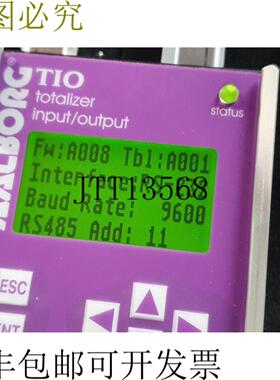 图必究
AALBORG®
TIO
totalizer
input/output
status
Fw:A008 Tbl:A001
JTT13568
Baud Rate: 9600
RS485 Add: 11
ESC
包邮可开发票